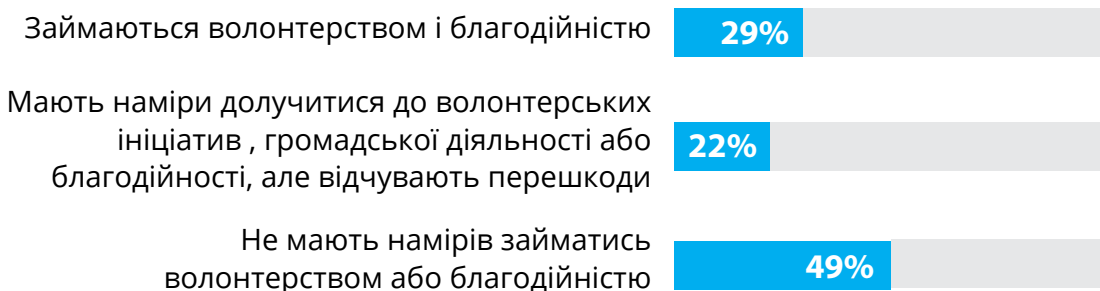 Займаються волонтерством і благодійністю
29%
Мають наміри долучитися до волонтерських
ініціатив , громадської діяльності або
благодійності, але відчувають перешкоди
22%
Не мають намірів займатись
волонтерством або благодійністю
49%